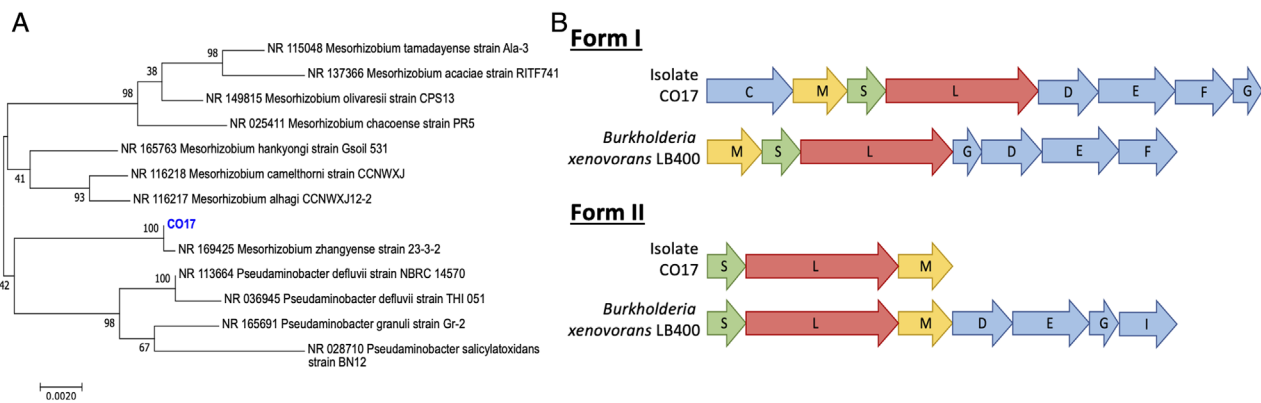 A
98
NR 115048 Mesorhizobium tamadayense strain Ala-3
38
NR 137366 Mesorhizobium acaciae strain RITF741
98
NR 149815 Mesorhizobium olivaresii strain CPS13
NR 025411 Mesorhizobium chacoense strain PR5
NR 165763 Mesorhizobium hankyongi strain Gsoil 531
41
NR 116218 Mesorhizobium camelthorni strain CCNWXJ
93
NR 116217 Mesorhizobium alhagi CCNWXJ12-2
100
CO17
NR 169425 Mesorhizobium zhangyense strain 23-3-2
42
100
NR 113664 Pseudaminobacter defluvii strain NBRC 14570
NR 036945 Pseudaminobacter defluvii strain THI 051
98
NR 165691 Pseudaminobacter granuli strain Gr-2
67
NR 028710 Pseudaminobacter salicylatoxidans
strain BN12
0.0020
B
Form I
Isolate
CO17
C M S L D E F G
Burkholderia
xenovorans LB400
M S L G D E F
Form II
Isolate
CO17
S L M
Burkholderia
xenovorans LB400
S L M D E G I